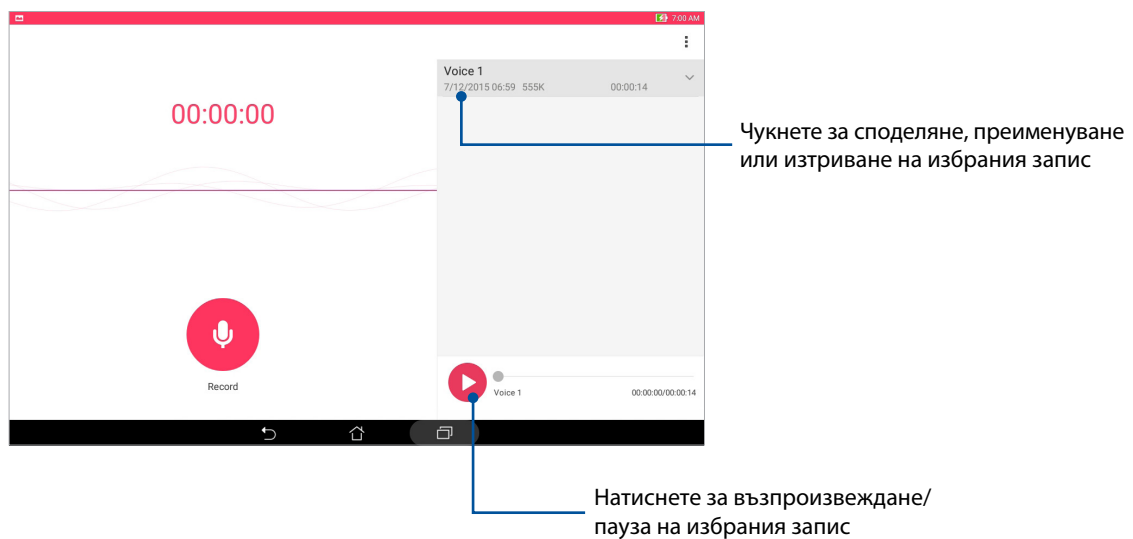 7:00 AM
Voice 1
7/12/2015 06:59 555K 00:00:14
00:00:00
Чукнете за споделяне, преименуване
или изтриване на избрания запис
Record
Voice 1 00:00:00/00:00:14
Натиснете за възпроизвеждане/
пауза на избрания запис